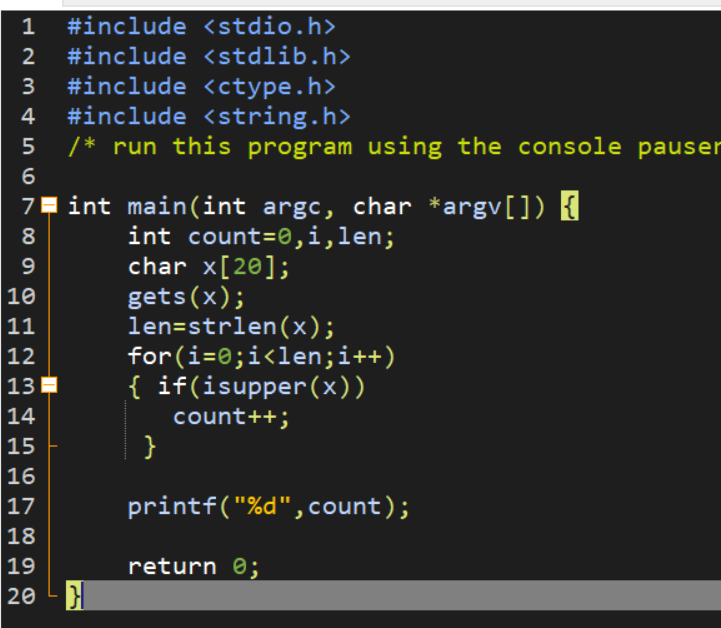 1 #include <stdio.h>
2 #include <stdlib.h>
3 #include <ctype.h>
4 #include <string.h>
5 /* run this program using the console pauser
6
7 int main(int argc, char *argv[]) {
8 int count=0,i,len;
9 char x[20];
10 gets(x);
11 len=strlen(x);
12 for(i=0;i<len;i++)
13 { if(isupper(x))
14 count++;
15 }
16
17 printf("%d",count);
18
19 return 0;
20 }